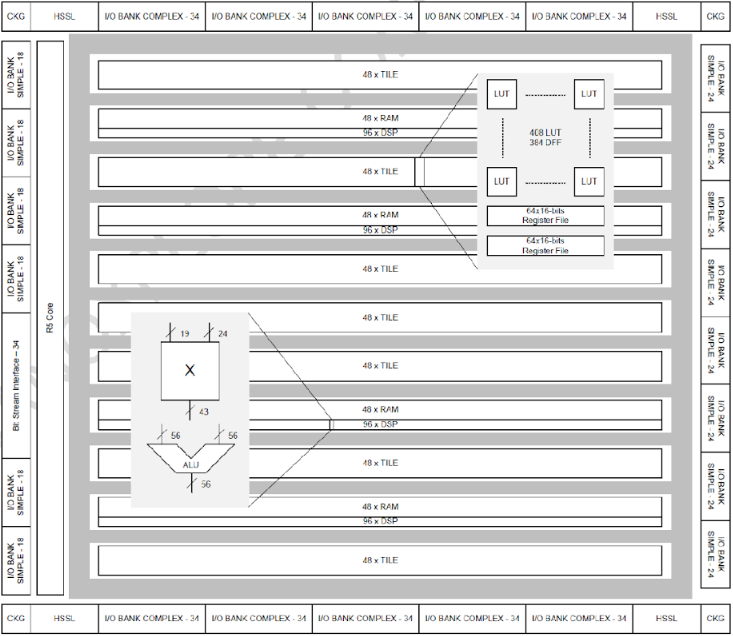 CKG HSSL I/O BANK COMPLEX - 34 I/O BANK COMPLEX - 34 I/O BANK COMPLEX - 34 I/O BANK COMPLEX - 34 I/O BANK COMPLEX - 34 HSSL CKG
I/O BANK
SIMPLE - 18
I/O BANK
SIMPLE - 18
I/O BANK
SIMPLE - 18
I/O BANK
SIMPLE - 18
Bit Stream Interface – 34
I/O BANK
SIMPLE - 18
I/O BANK
SIMPLE - 18
R5 Core
48 x TILE
48 x RAM
96 x DSP
48 x TILE
48 x RAM
96 x DSP
48 x TILE
48 x TILE
48 x TILE
48 x RAM
96 x DSP
48 x TILE
48 x RAM
96 x DSP
48 x TILE
LUT LUT
408 LUT
384 DFF
LUT LUT
64x16-bits
Register File
64x16-bits
Register File
19 24
X
43
56 56
ALU
56
I/O BANK
SIMPLE - 24
I/O BANK
SIMPLE - 24
I/O BANK
SIMPLE - 24
I/O BANK
SIMPLE - 24
I/O BANK
SIMPLE - 24
I/O BANK
SIMPLE - 24
I/O BANK
SIMPLE - 24
I/O BANK
SIMPLE - 24
CKG HSSL I/O BANK COMPLEX - 34 I/O BANK COMPLEX - 34 I/O BANK COMPLEX - 34 I/O BANK COMPLEX - 34 I/O BANK COMPLEX - 34 HSSL CKG